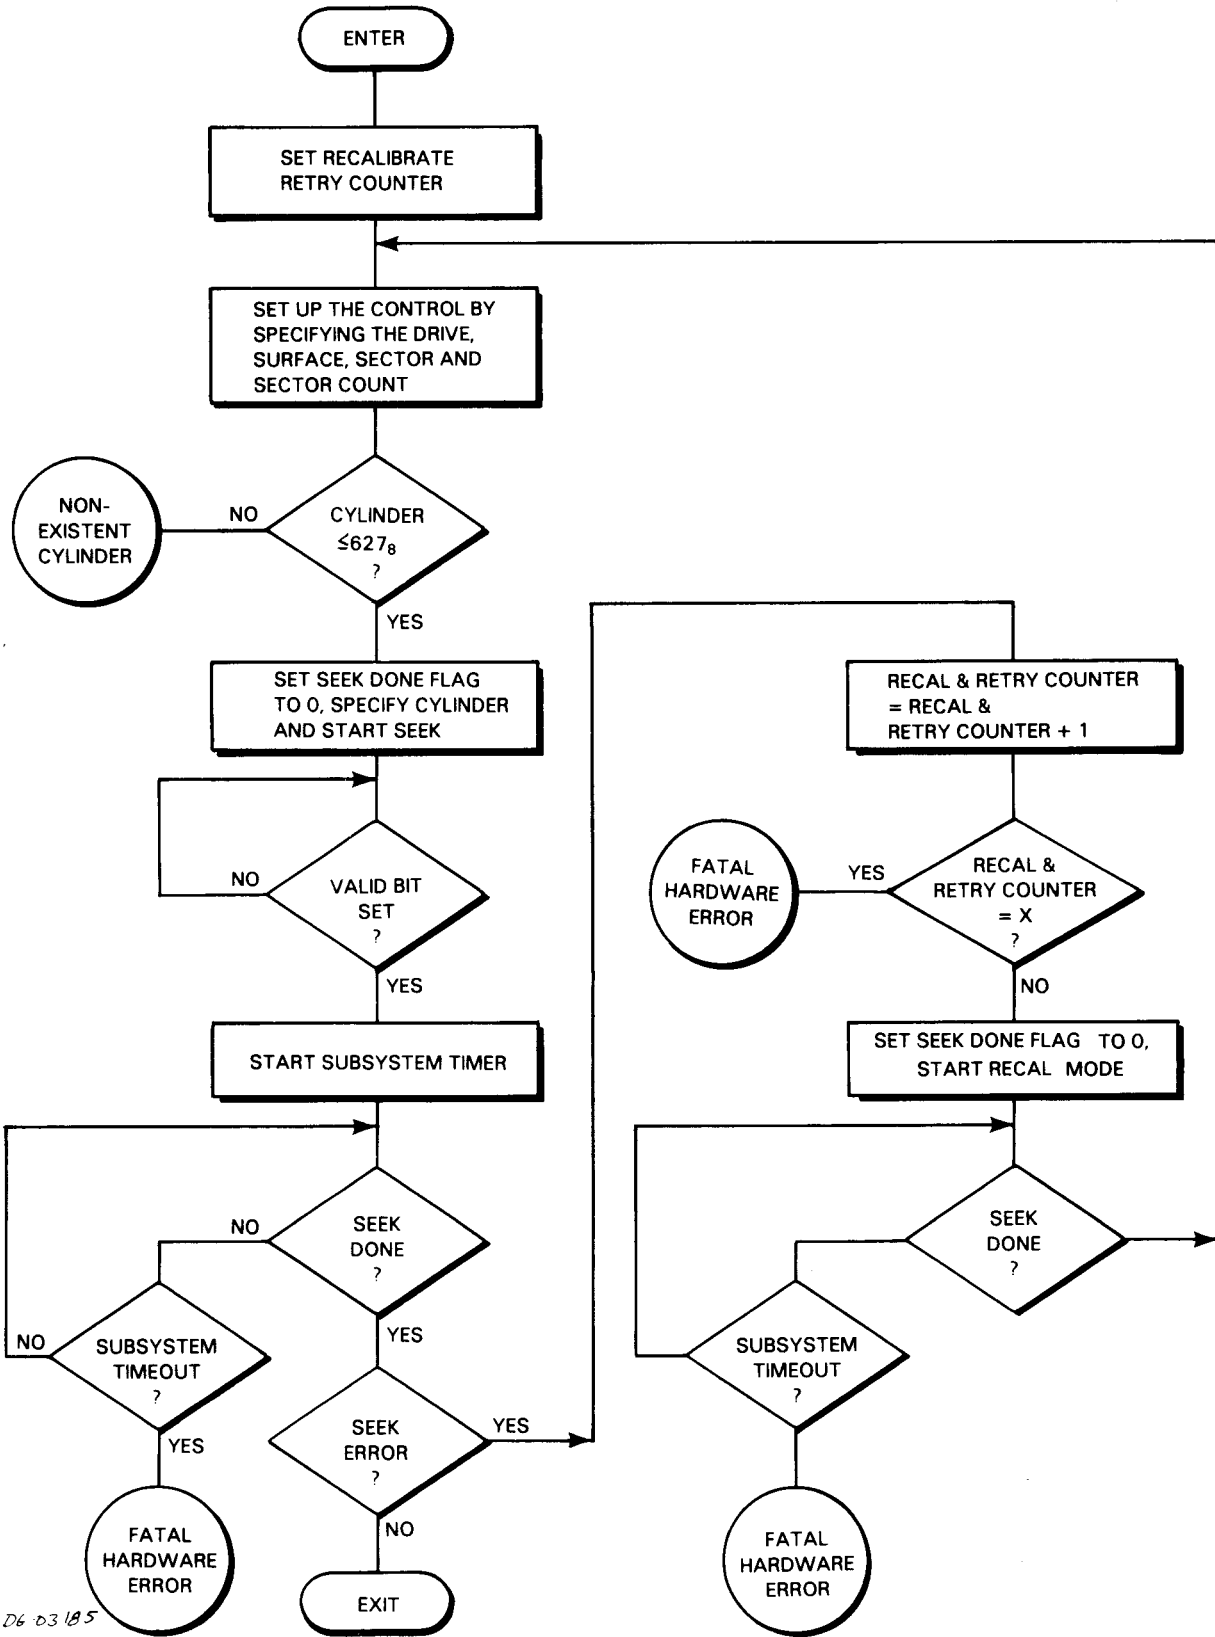 ENTER
SET RECALIBRATE
RETRY COUNTER
SET UP THE CONTROL BY
SPECIFYING THE DRIVE,
SURFACE, SECTOR AND
SECTOR COUNT
NON-
EXISTENT
CYLINDER
NO
CYLINDER
≤627₈
?
YES
SET SEEK DONE FLAG
TO 0, SPECIFY CYLINDER
AND START SEEK
NO
VALID BIT
SET
?
YES
START SUBSYSTEM TIMER
NO
SEEK
DONE
?
YES
NO
SUBSYSTEM
TIMEOUT
?
YES
FATAL
HARDWARE
ERROR
SEEK
ERROR
?
YES
NO
EXIT
RECAL & RETRY COUNTER
= RECAL &
RETRY COUNTER + 1
FATAL
HARDWARE
ERROR
YES
RECAL &
RETRY COUNTER
= X
?
NO
SET SEEK DONE FLAG TO 0,
START RECAL MODE
SEEK
DONE
?
SUBSYSTEM
TIMEOUT
?
FATAL
HARDWARE
ERROR
DG-03185